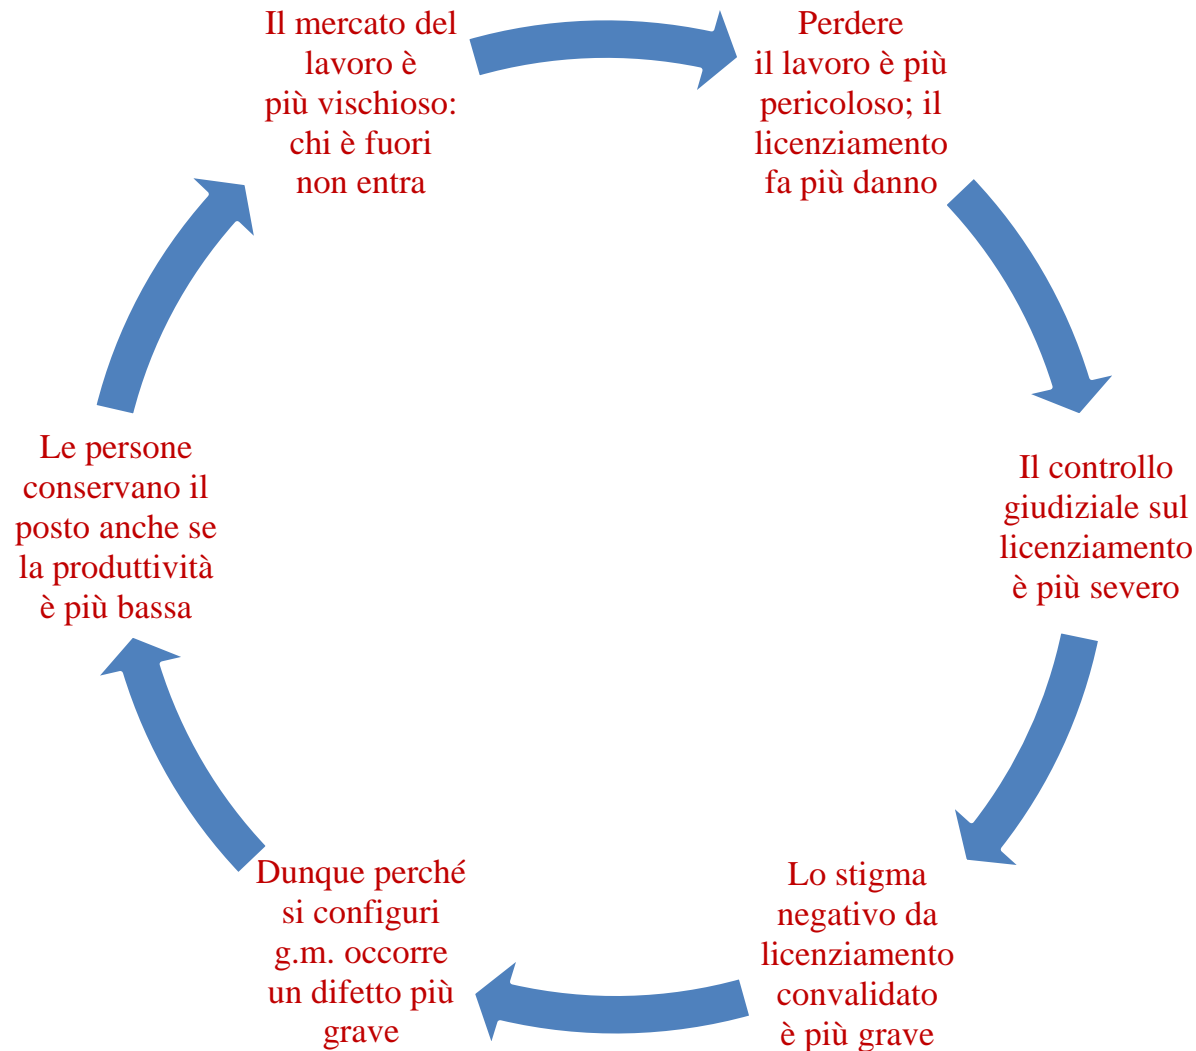 Il mercato del
lavoro è
più vischioso:
chi è fuori
non entra
Perdere
il lavoro è più
pericoloso; il
licenziamento
fa più danno
Il controllo
giudiziale sul
licenziamento
è più severo
Lo stigma
negativo da
licenziamento
convalidato
è più grave
Dunque perché
si configuri
g.m. occorre
un difetto più
grave
Le persone
conservano il
posto anche se
la produttività
è più bassa